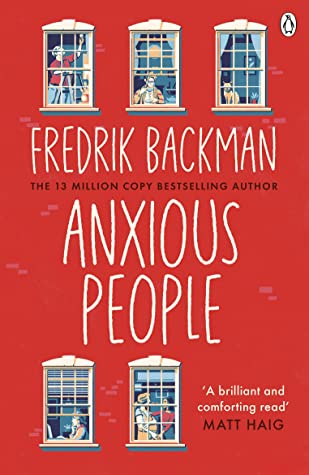 FREDRIK BACKMAN
THE 13 MILLION COPY BESTSELLING AUTHOR
ANXIOUS
PEOPLE
‘A brilliant and
comforting read’
MATT HAIG